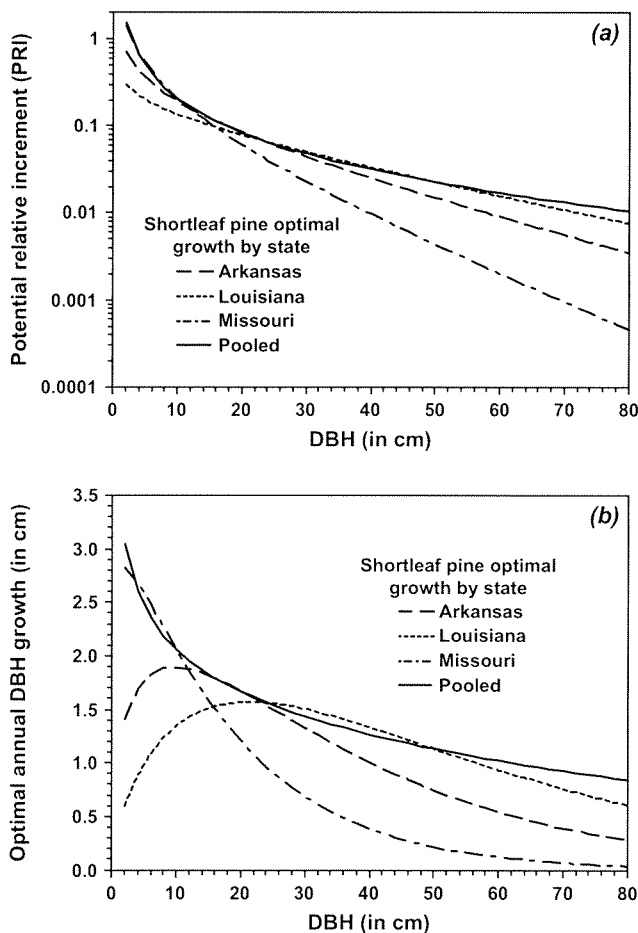 (a)
Potential relative increment (PRI)
1
0.1
0.01
0.001
0.0001
Shortleaf pine optimal
growth by state
Arkansas
Louisiana
Missouri
Pooled
0 10 20 30 40 50 60 70 80
DBH (in cm)
(b)
Optimal annual DBH growth (in cm)
3.5
3.0
2.5
2.0
1.5
1.0
0.5
0.0
Shortleaf pine optimal
growth by state
Arkansas
Louisiana
Missouri
Pooled
0 10 20 30 40 50 60 70 80
DBH (in cm)